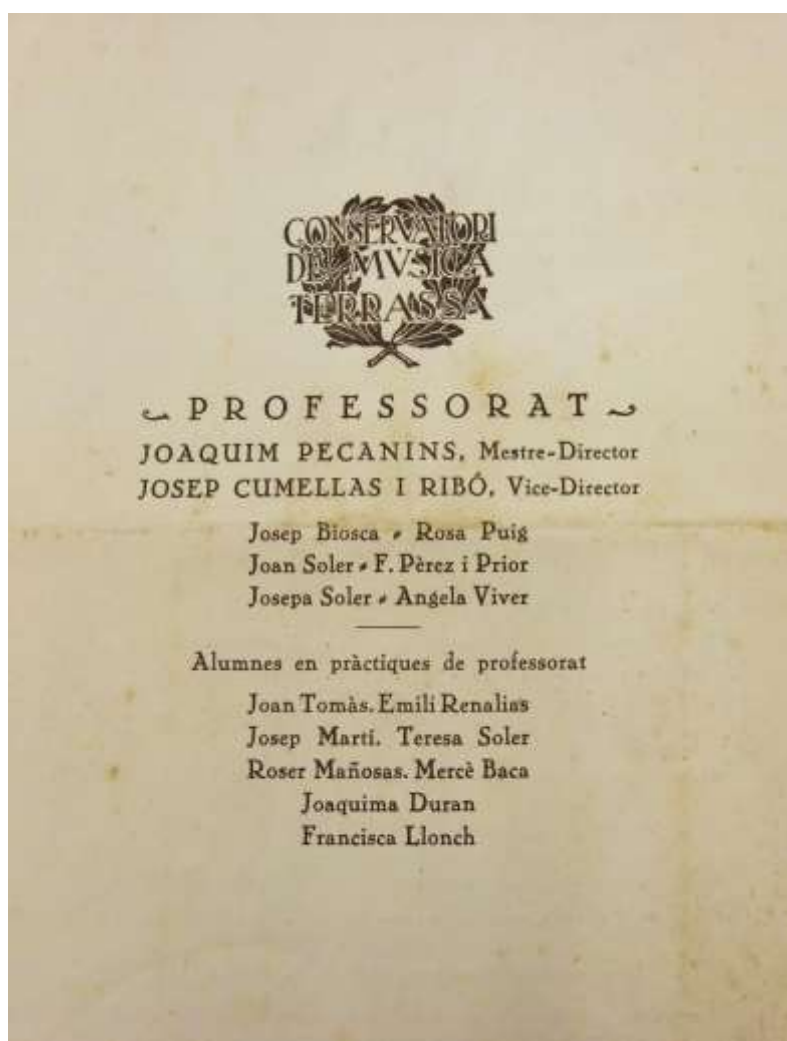 CONSERVATORI
DE MVSICA
TERRASSA
PROFESSORAT
JOAQUIM PECANINS, Mestre-Director
JOSEP CUMELLAS I RIBÓ, Vice-Director
Josep Biosca Rosa Puig
Joan Soler F. Pèrez i Prior
Josepa Soler Angela Viver
Alumnes en pràctiques de professorat
Joan Tomàs. Emili Renalias
Josep Martí. Teresa Soler
Roser Mañosas. Mercè Baca
Joaquima Duran
Francisca Llonch